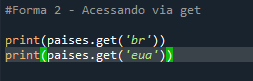 #Forma 2 - Acessando via get
print(paises.get('br'))
print(paises.get('eua'))